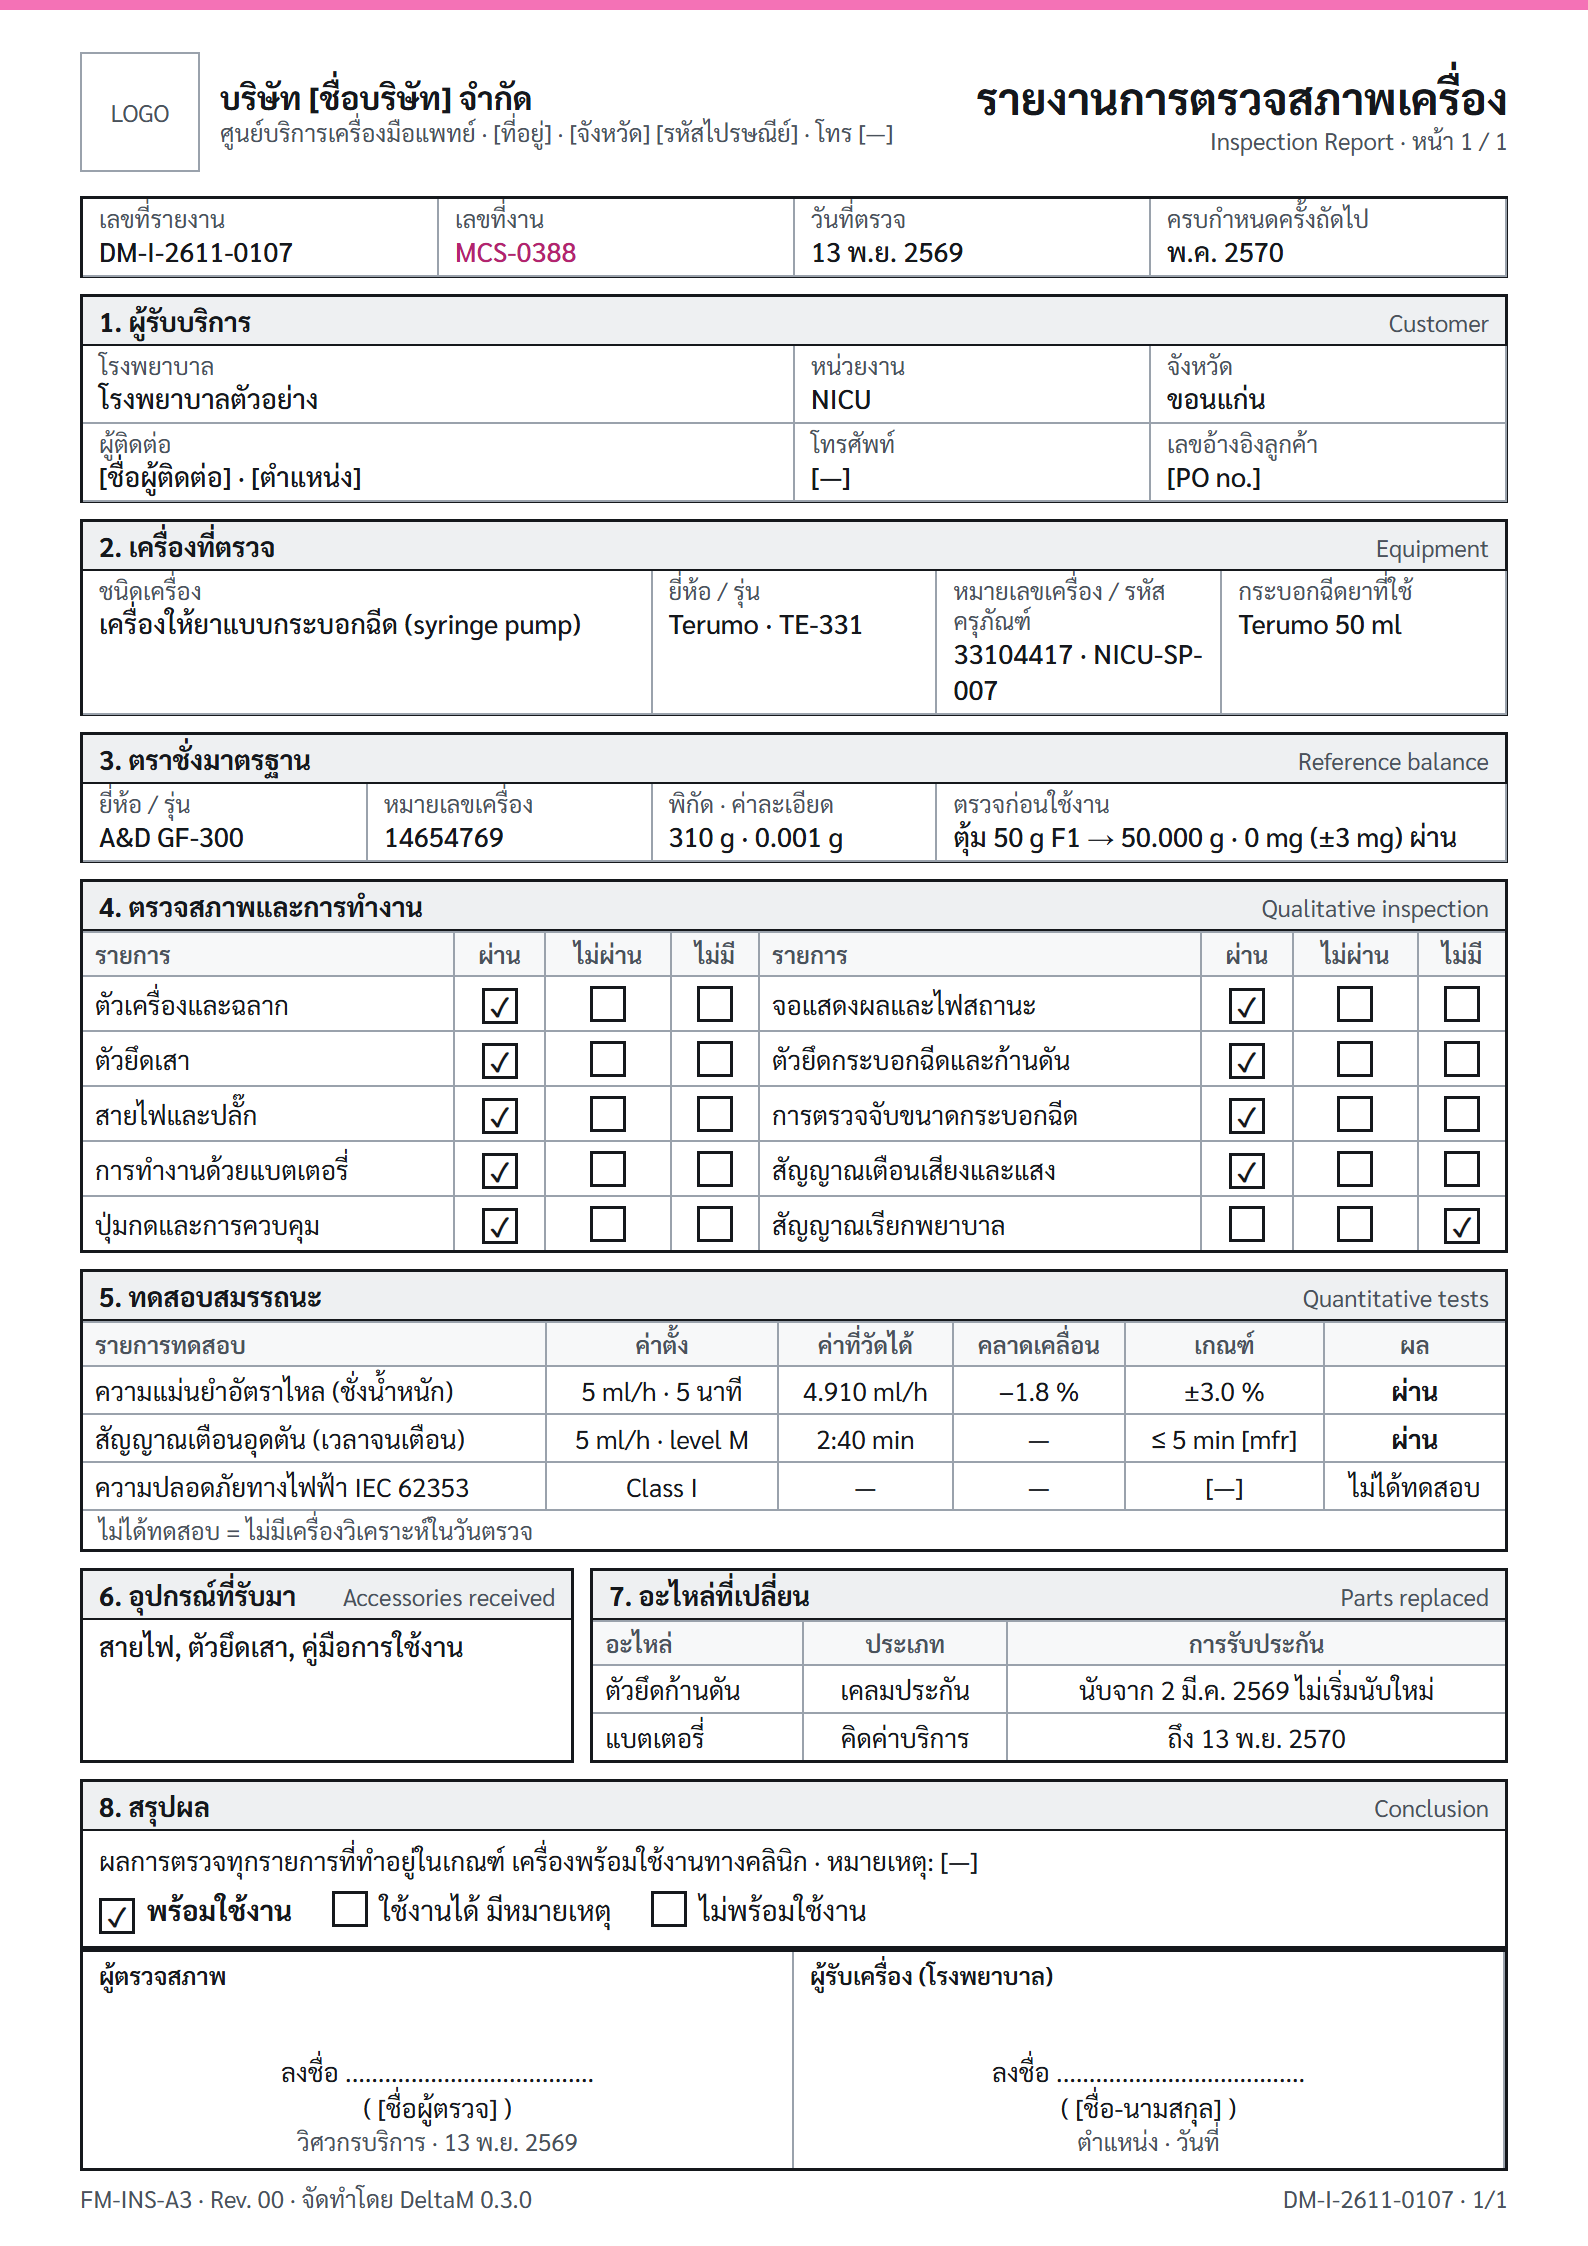 LOGO
บริษัท [ชื่อบริษัท] จำกัด
ศูนย์บริการเครื่องมือแพทย์ · [ที่อยู่] · [จังหวัด] [รหัสไปรษณีย์] · โทร [—]
รายงานการตรวจสภาพเครื่อง
Inspection Report · หน้า 1 / 1
เลขที่รายงาน เลขที่งาน วันที่ตรวจ ครบกำหนดครั้งถัดไป
DM-I-2611-0107 MCS-0388 13 พ.ย. 2569 พ.ค. 2570
1. ผู้รับบริการ Customer
โรงพยาบาล หน่วยงาน จังหวัด
โรงพยาบาลตัวอย่าง NICU ขอนแก่น
ผู้ติดต่อ โทรศัพท์ เลขอ้างอิงลูกค้า
[ชื่อผู้ติดต่อ] · [ตำแหน่ง] [—] [PO no.]
2. เครื่องที่ตรวจ Equipment
ชนิดเครื่อง
เครื่องให้ยาแบบกระบอกฉีด (syringe pump)
ยี่ห้อ / รุ่น
Terumo · TE-331
หมายเลขเครื่อง / รหัส
ครุภัณฑ์
33104417 · NICU-SP-
007
กระบอกฉีดยาที่ใช้
Terumo 50 ml
3. ตราชั่งมาตรฐาน Reference balance
ยี่ห้อ / รุ่น หมายเลขเครื่อง พิกัด · ค่าละเอียด ตรวจก่อนใช้งาน
A&D GF-300 14654769 310 g · 0.001 g ตุ้ม 50 g F1 → 50.000 g · 0 mg (±3 mg) ผ่าน
4. ตรวจสภาพและการทำงาน Qualitative inspection
รายการ ผ่าน ไม่ผ่าน ไม่มี รายการ ผ่าน ไม่ผ่าน ไม่มี
ตัวเครื่องและฉลาก ✓ จอแสดงผลและไฟสถานะ ✓
ตัวยึดเสา ✓ ตัวยึดกระบอกฉีดและก้านดัน ✓
สายไฟและปลั๊ก ✓ การตรวจจับขนาดกระบอกฉีด ✓
การทำงานด้วยแบตเตอรี่ ✓ สัญญาณเตือนเสียงและแสง ✓
ปุ่มกดและการควบคุม ✓ สัญญาณเรียกพยาบาล ✓
5. ทดสอบสมรรถนะ Quantitative tests
รายการทดสอบ ค่าตั้ง ค่าที่วัดได้ คลาดเคลื่อน เกณฑ์ ผล
ความแม่นยำอัตราไหล (ชั่งน้ำหนัก) 5 ml/h · 5 นาที 4.910 ml/h −1.8 % ±3.0 % ผ่าน
สัญญาณเตือนอุดตัน (เวลาจนเตือน) 5 ml/h · level M 2:40 min — ≤ 5 min [mfr] ผ่าน
ความปลอดภัยทางไฟฟ้า IEC 62353 Class I — — [—] ไม่ได้ทดสอบ
ไม่ได้ทดสอบ = ไม่มีเครื่องวิเคราะห์ในวันตรวจ
6. อุปกรณ์ที่รับมา Accessories received
สายไฟ, ตัวยึดเสา, คู่มือการใช้งาน
7. อะไหล่ที่เปลี่ยน Parts replaced
อะไหล่ ประเภท การรับประกัน
ตัวยึดก้านดัน เคลมประกัน นับจาก 2 มี.ค. 2569 ไม่เริ่มนับใหม่
แบตเตอรี่ คิดค่าบริการ ถึง 13 พ.ย. 2570
8. สรุปผล Conclusion
ผลการตรวจทุกรายการที่ทำอยู่ในเกณฑ์ เครื่องพร้อมใช้งานทางคลินิก · หมายเหตุ: [—]
✓ พร้อมใช้งาน ใช้งานได้ มีหมายเหตุ ไม่พร้อมใช้งาน
ผู้ตรวจสภาพ
ลงชื่อ ......................................
( [ชื่อผู้ตรวจ] )
วิศวกรบริการ · 13 พ.ย. 2569
ผู้รับเครื่อง (โรงพยาบาล)
ลงชื่อ ......................................
( [ชื่อ-นามสกุล] )
ตำแหน่ง · วันที่
FM-INS-A3 · Rev. 00 · จัดทำโดย DeltaM 0.3.0 DM-I-2611-0107 · 1/1